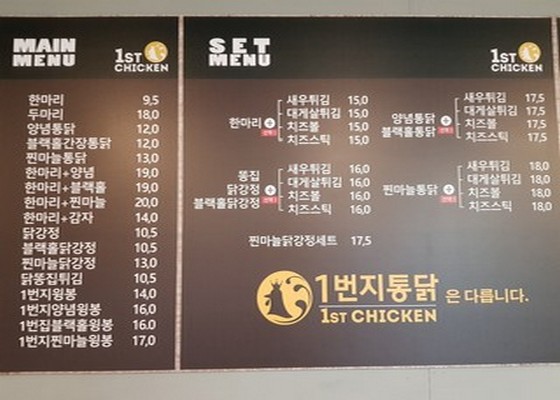 MAIN
MENU
1ST
CHICKEN
한마리 9,5
두마리 18,0
양념통닭 12,0
블랙홀간장통닭 12,0
찐마늘통닭 13,0
한마리+양념 19,0
한마리+블랙홀 19,0
한마리+찐마늘 20,0
한마리+감자 14,0
닭강정 10,5
블랙홀닭강정 10,5
찐마늘닭강정 13,0
닭똥집튀김 10,5
1번지윙봉 14,0
1번지양념윙봉 16,0
1번집블랙홀윙봉 16.0
1번지찐마늘윙봉 17,0
SET
MENU
1ST
CHICKEN
한마리
새우튀김 15,0
대게살튀김 15,0
치즈볼 15,0
치즈스틱 15,0
양념통닭
블랙홀통닭
새우튀김 17,5
대게살튀김 17,5
치즈볼 17,5
치즈스틱 17,5
똥집
닭강정
블랙홀닭강정
새우튀김 16,0
대게살튀김 16,0
치즈볼 16,0
치즈스틱 16,0
찐마늘통닭
새우튀김 18,0
대게살튀김 18,0
치즈볼 18,0
치즈스틱 18,0
찐마늘닭강정세트 17,5
1번지통닭 은 다릅니다.
1ST CHICKEN